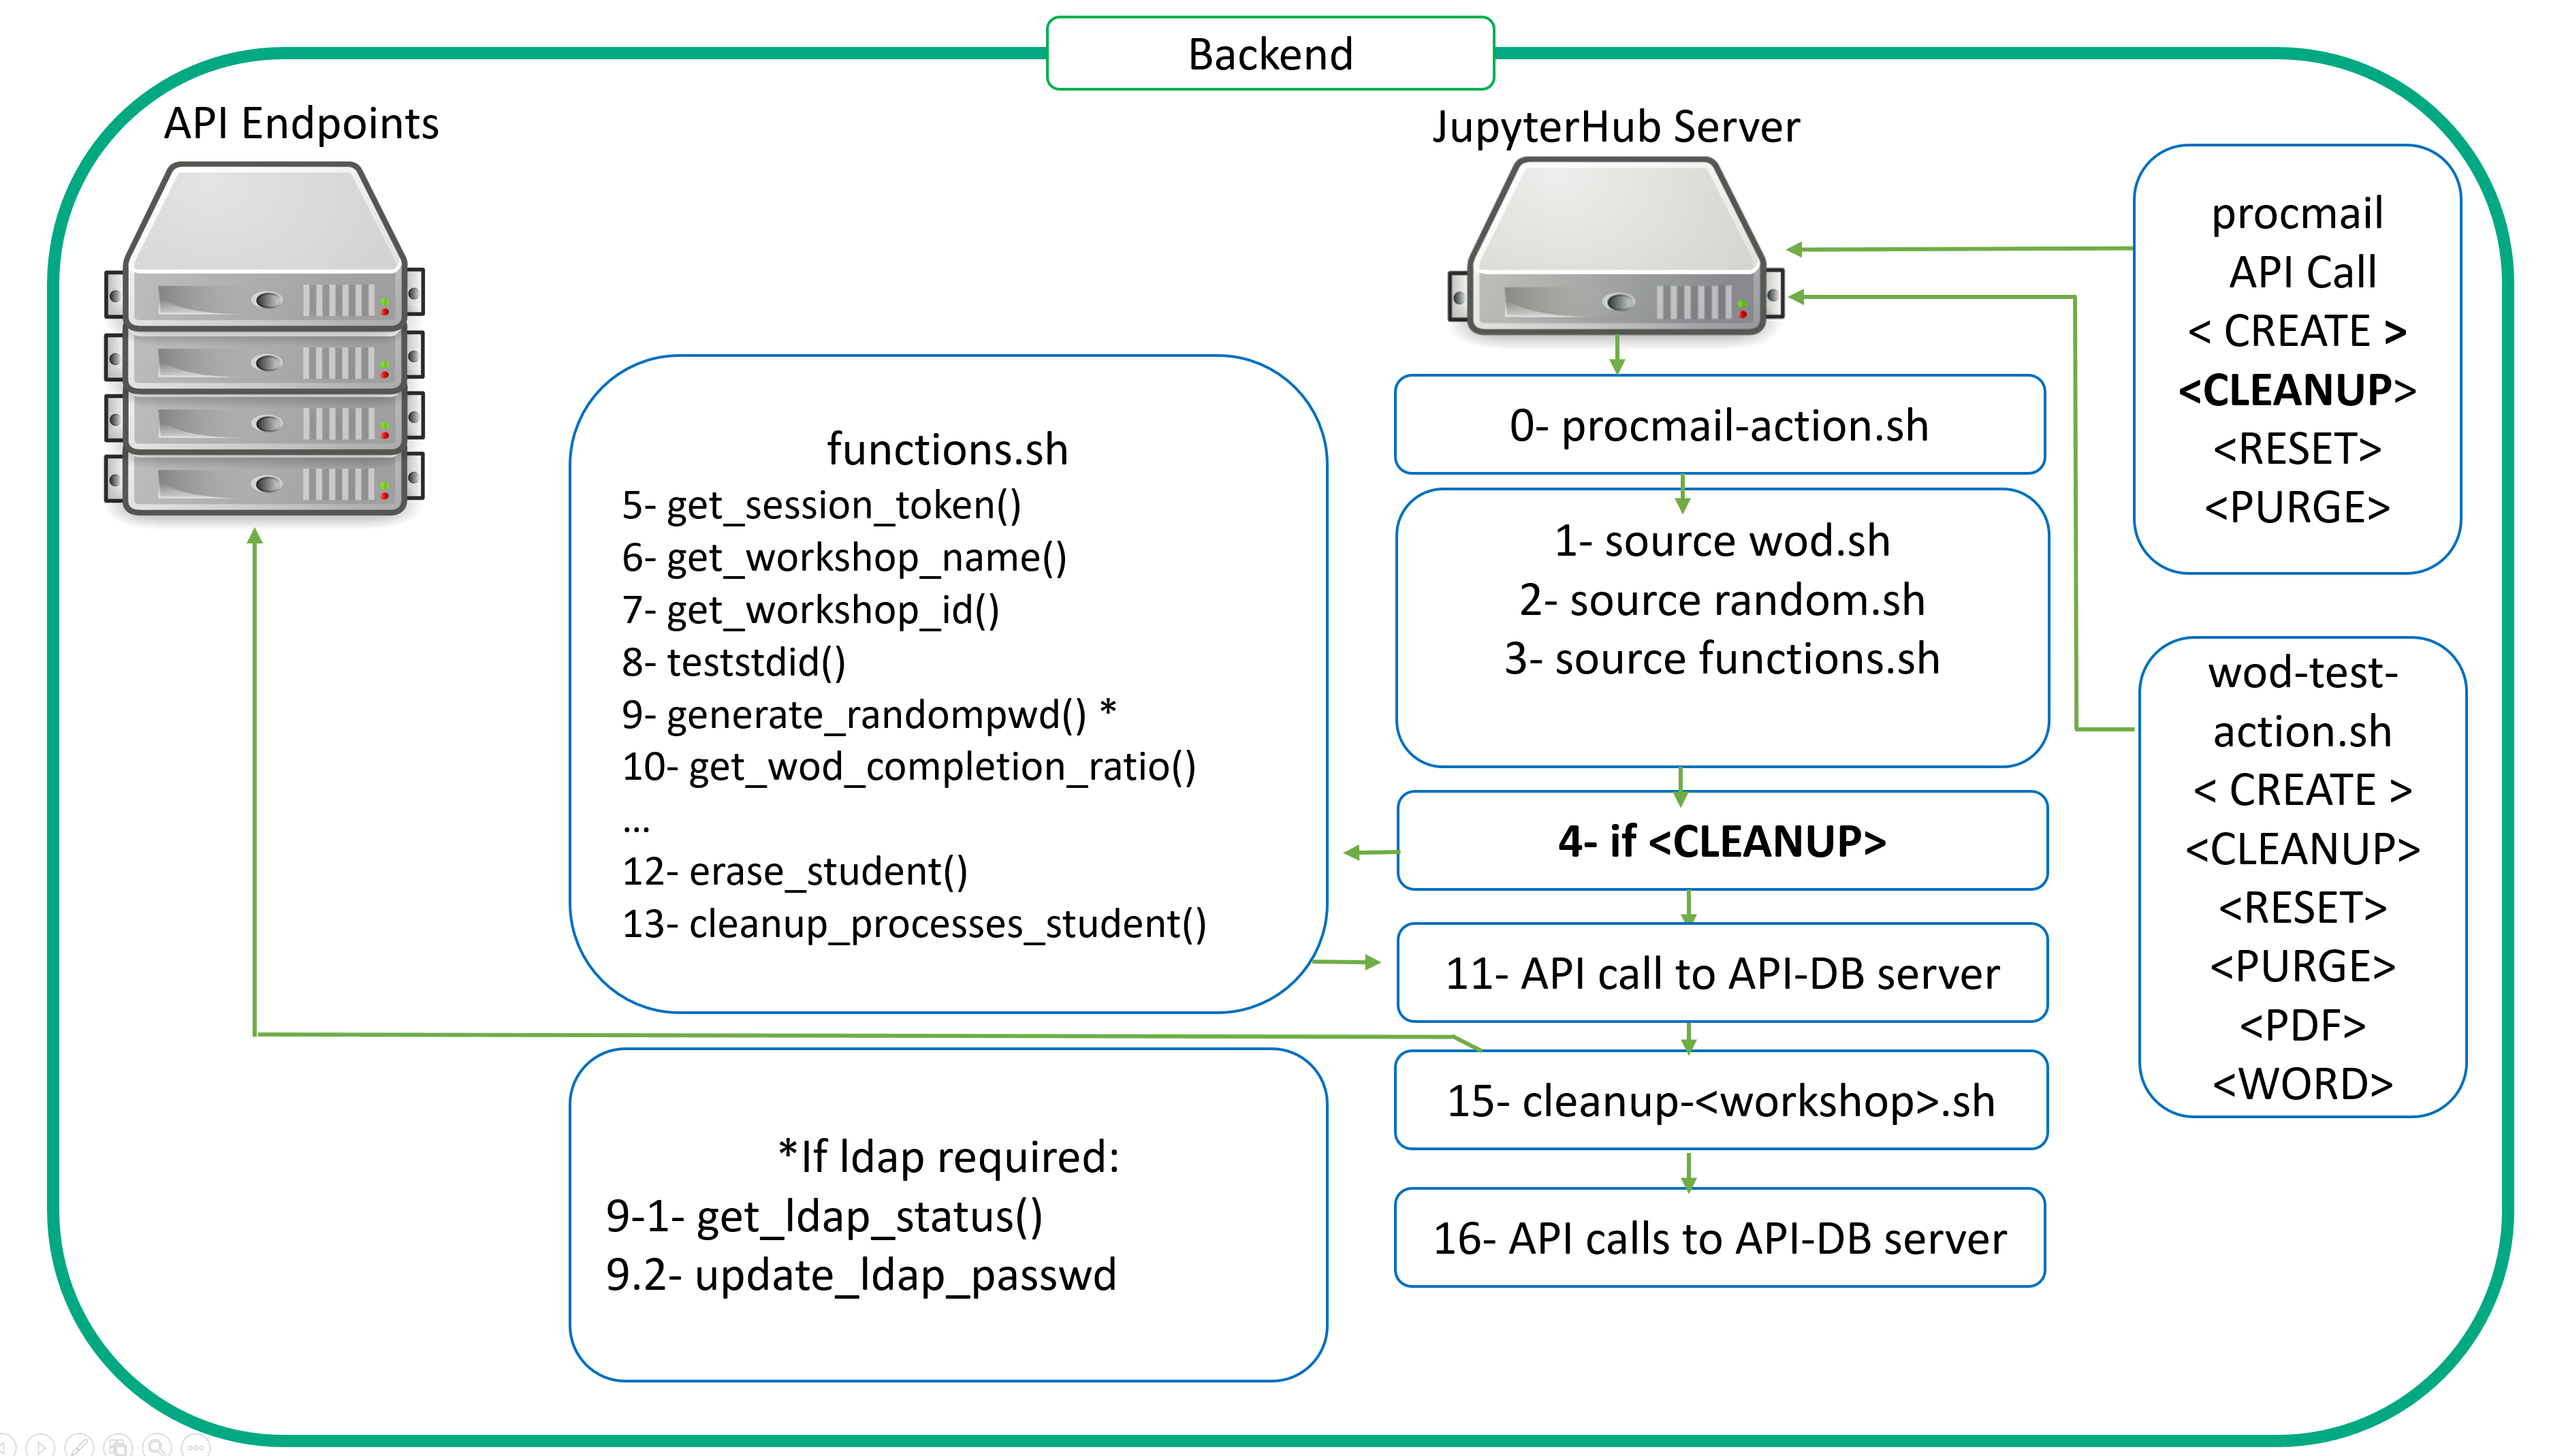 Backend
API Endpoints
JupyterHub Server
procmail
API Call
< CREATE >
<CLEANUP>
<RESET>
<PURGE>
0- procmail-action.sh
functions.sh
5- get_session_token()
6- get_workshop_name()
7- get_workshop_id()
8- teststdid()
9- generate_randompwd() *
10- get_wod_completion_ratio()
...
12- erase_student()
13- cleanup_processes_student()
1- source wod.sh
2- source random.sh
3- source functions.sh
wod-test-
action.sh
< CREATE >
<CLEANUP>
<RESET>
<PURGE>
<PDF>
<WORD>
4- if <CLEANUP>
11- API call to API-DB server
15- cleanup-<workshop>.sh
16- API calls to API-DB server
*If ldap required:
9-1- get_ldap_status()
9.2- update_ldap_passwd